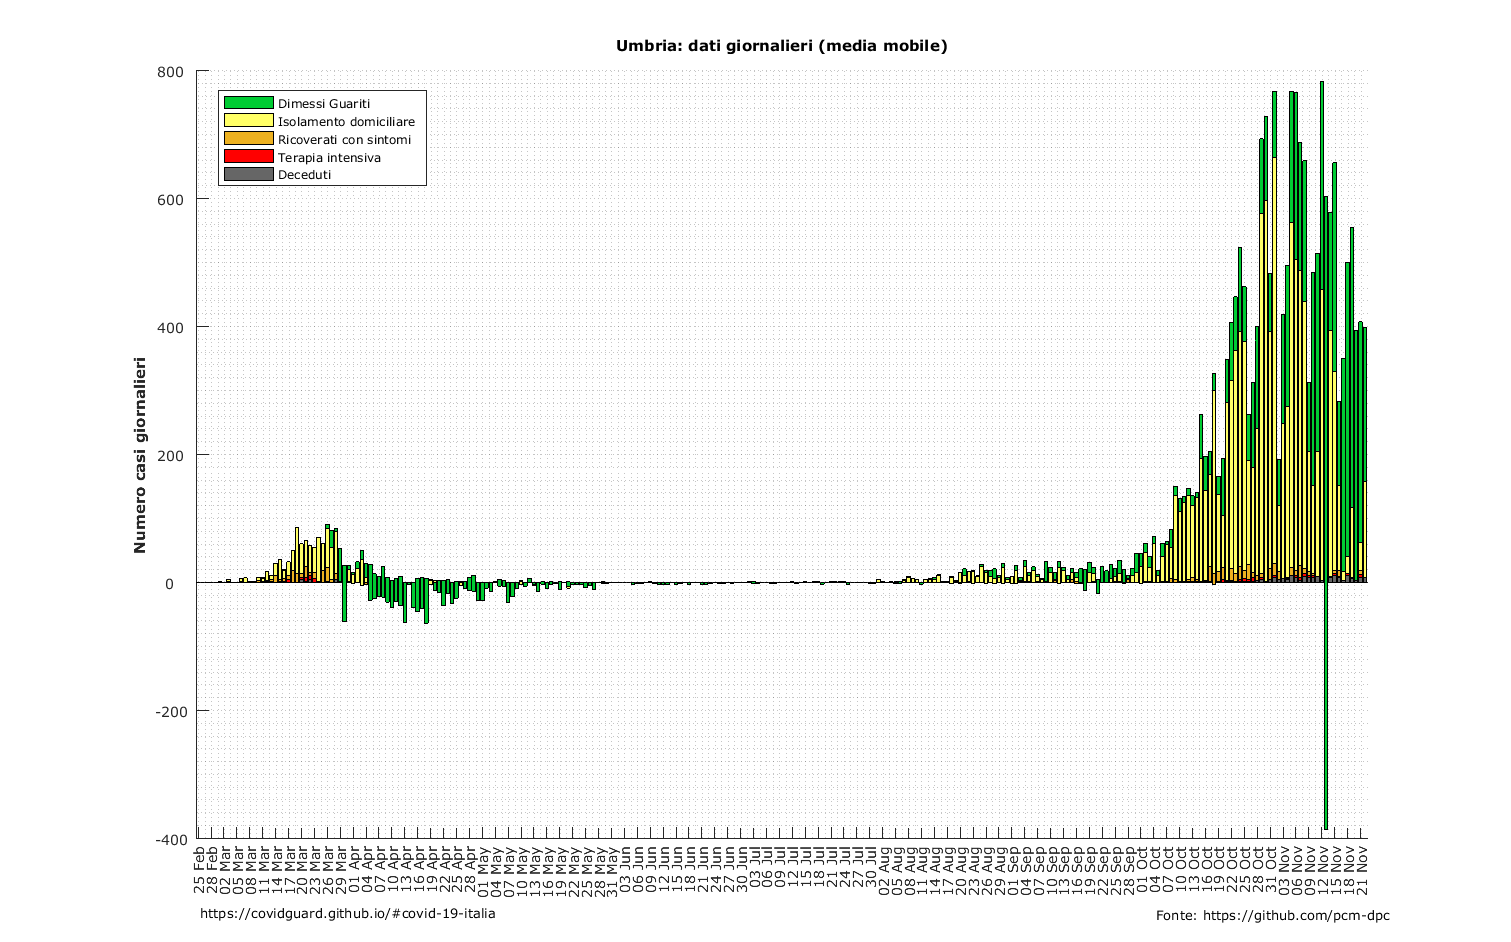 Umbria: dati giornalieri (media mobile)
Dimessi Guariti
Isolamento domiciliare
Ricoverati con sintomi
Terapia intensiva
Deceduti
Numero casi giornalieri
800
600
400
200
0
-200
-400
25 Feb
28 Feb
02 Mar
05 Mar
08 Mar
11 Mar
14 Mar
17 Mar
20 Mar
23 Mar
26 Mar
29 Mar
01 Apr
04 Apr
07 Apr
10 Apr
13 Apr
16 Apr
19 Apr
22 Apr
25 Apr
28 Apr
01 May
04 May
07 May
10 May
13 May
16 May
19 May
22 May
25 May
28 May
31 May
03 Jun
06 Jun
09 Jun
12 Jun
15 Jun
18 Jun
21 Jun
24 Jun
27 Jun
30 Jun
03 Jul
06 Jul
09 Jul
12 Jul
15 Jul
18 Jul
21 Jul
24 Jul
27 Jul
30 Jul
02 Aug
05 Aug
08 Aug
11 Aug
14 Aug
17 Aug
20 Aug
23 Aug
26 Aug
29 Aug
01 Sep
04 Sep
07 Sep
10 Sep
13 Sep
16 Sep
19 Sep
22 Sep
25 Sep
28 Sep
01 Oct
04 Oct
07 Oct
10 Oct
13 Oct
16 Oct
19 Oct
22 Oct
25 Oct
28 Oct
31 Oct
03 Nov
06 Nov
09 Nov
12 Nov
15 Nov
18 Nov
21 Nov
https://covidguard.github.io/#covid-19-italia
Fonte: https://github.com/pcm-dpc